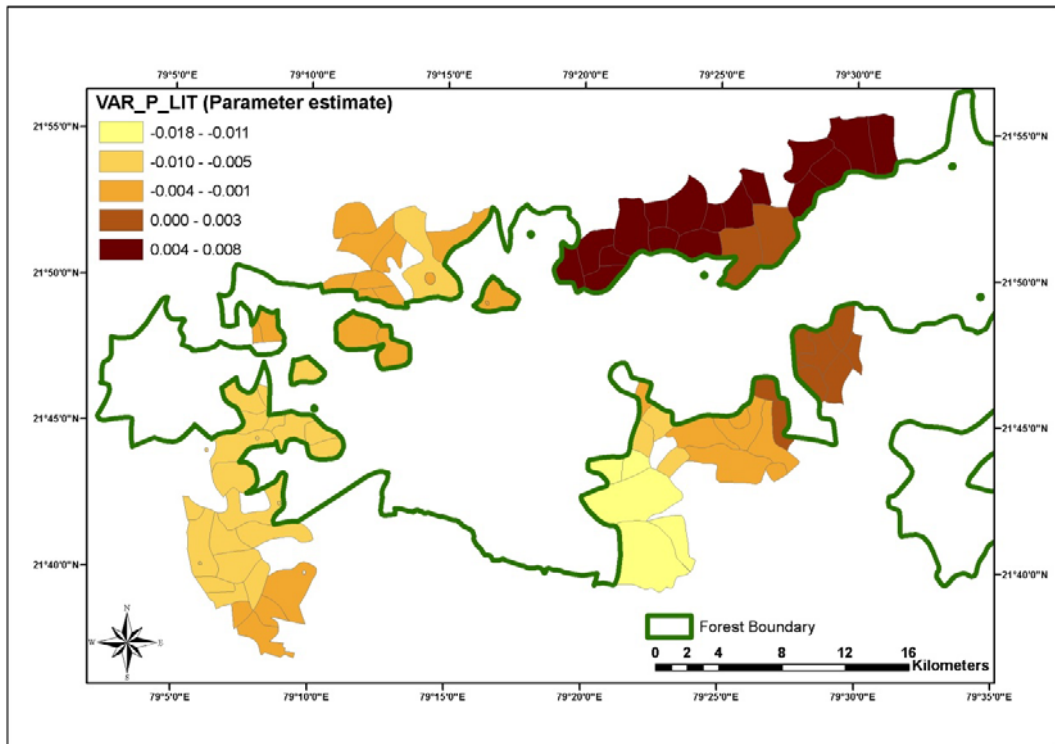 79°5'0"E 79°10'0"E 79°15'0"E 79°20'0"E 79°25'0"E 79°30'0"E
VAR_P_LIT (Parameter estimate)
-0.018 - -0.011
-0.010 - -0.005
-0.004 - -0.001
0.000 - 0.003
0.004 - 0.008
21°55'0"N 21°55'0"N
21°50'0"N 21°50'0"N
21°45'0"N 21°45'0"N
21°40'0"N 21°40'0"N
N
W E
S
Forest Boundary
0 2 4 8 12 16
Kilometers
79°5'0"E 79°10'0"E 79°15'0"E 79°20'0"E 79°25'0"E 79°30'0"E 79°35'0"E